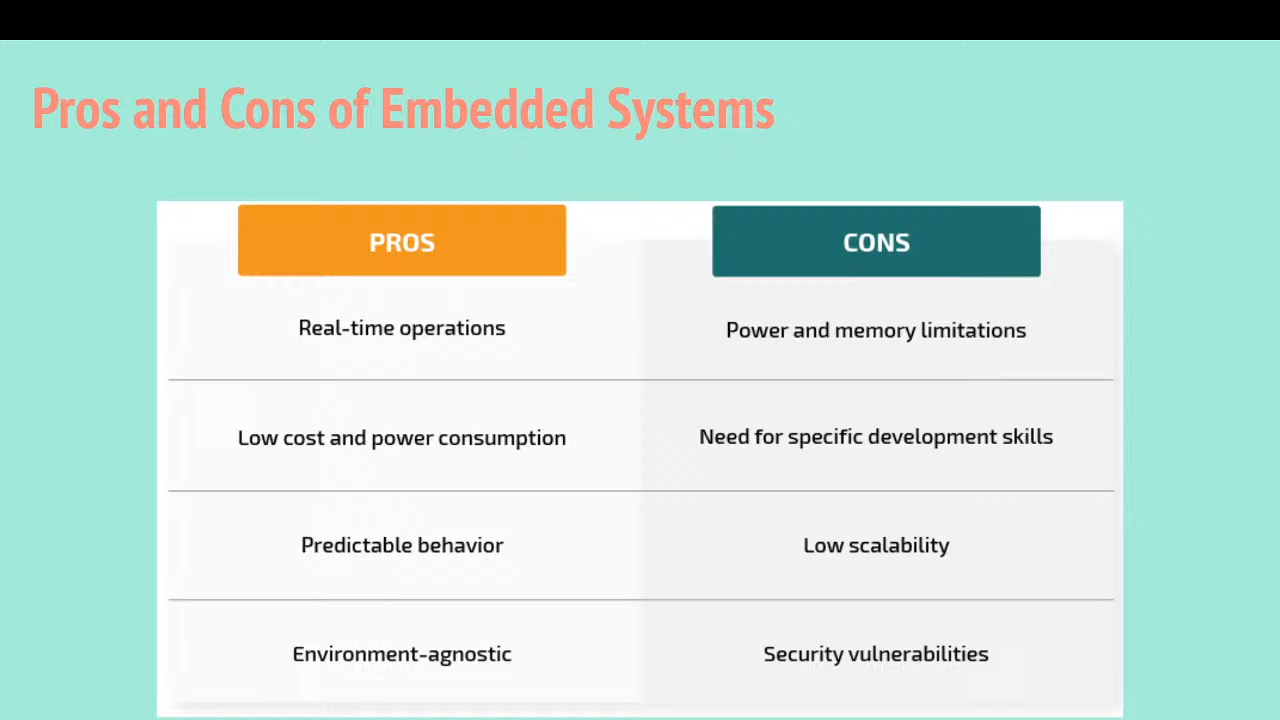 Pros and Cons of Embedded Systems
PROS
CONS
Real-time operations
Power and memory limitations
Low cost and power consumption
Need for specific development skills
Predictable behavior
Low scalability
Environment-agnostic
Security vulnerabilities